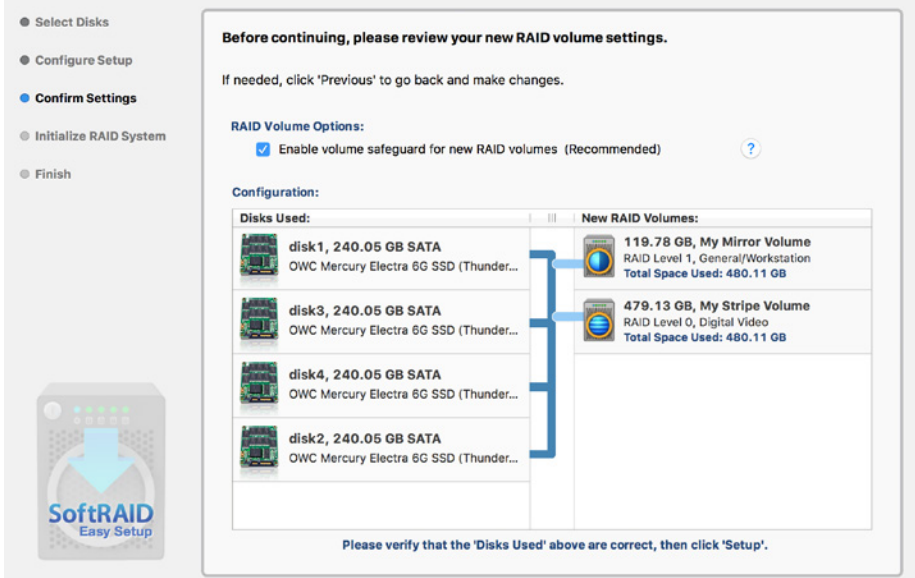 Select Disks
Configure Setup
Confirm Settings
Initialize RAID System
Finish
SoftRAID
Easy Setup
Before continuing, please review your new RAID volume settings.
If needed, click 'Previous' to go back and make changes.
RAID Volume Options:
Enable volume safeguard for new RAID volumes (Recommended) ?
Configuration:
Disks Used: New RAID Volumes:
disk1, 240.05 GB SATA
OWC Mercury Electra 6G SSD (Thunder...
disk3, 240.05 GB SATA
OWC Mercury Electra 6G SSD (Thunder...
disk4, 240.05 GB SATA
OWC Mercury Electra 6G SSD (Thunder...
disk2, 240.05 GB SATA
OWC Mercury Electra 6G SSD (Thunder...
119.78 GB, My Mirror Volume
RAID Level 1, General/Workstation
Total Space Used: 480.11 GB
479.13 GB, My Stripe Volume
RAID Level 0, Digital Video
Total Space Used: 480.11 GB
Please verify that the 'Disks Used' above are correct, then click 'Setup'.